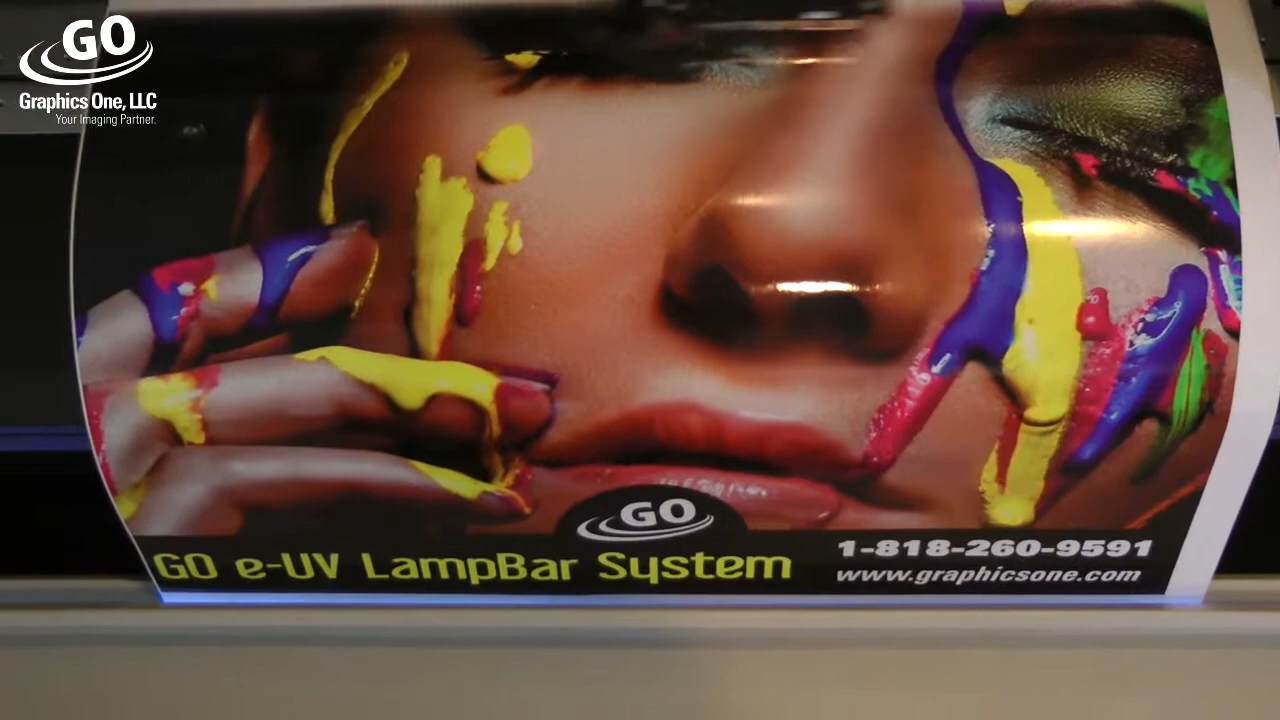 GO
Graphics One, LLC
Your Imaging Partner.
GO
GO e-UV LampBar System
1-818-260-9591
www.graphicsone.com